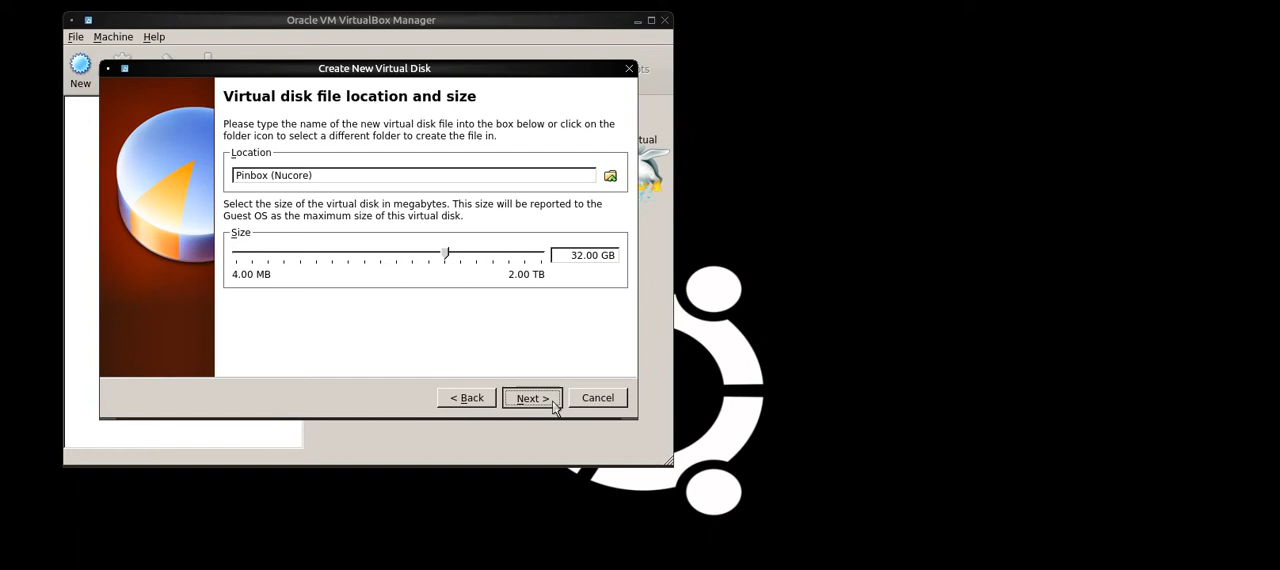 Oracle VM VirtualBox Manager
File Machine Help
New
Create New Virtual Disk
Virtual disk file location and size
Please type the name of the new virtual disk file into the box below or click on the
folder icon to select a different folder to create the file in.
Location
Pinbox (Nucore)
Select the size of the virtual disk in megabytes. This size will be reported to the
Guest OS as the maximum size of this virtual disk.
Size
32.00 GB
4.00 MB 2.00 TB
< Back Next > Cancel